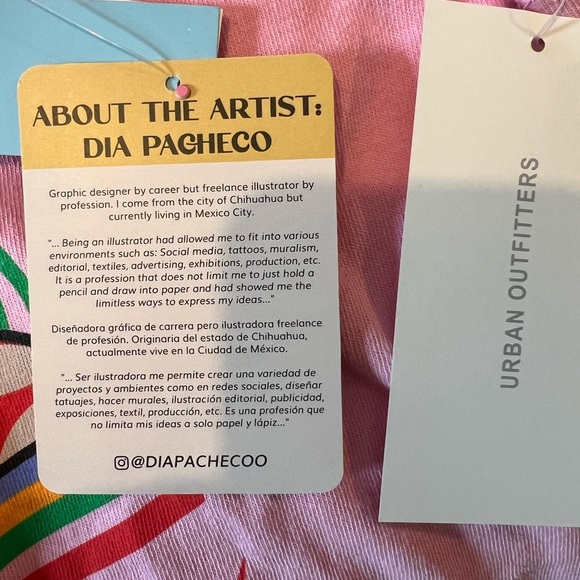 ABOUT THE ARTIST:
DIA PACHECO
Graphic designer by career but freelance illustrator by
profession. I come from the city of Chihuahua but
currently living in Mexico City.
"... Being an illustrator had allowed me to fit into various
environments such as: Social media, tattoos, muralism,
editorial, textiles, advertising, exhibitions, production, etc.
It is a profession that does not limit me to just hold a
pencil and draw into paper and had showed me the
limitless ways to express my ideas..."
Diseñadora gráfica de carrera pero ilustradora freelance
de profesión. Originaria del estado de Chihuahua,
actualmente vive en la Ciudad de México.
"... Ser ilustradora me permite crear una variedad de
proyectos y ambientes como en redes sociales, diseñar
tatuajes, hacer murales, ilustración editorial, publicidad,
exposiciones, textil, producción, etc. Es una profesión que
no limita mis ideas a solo papel y lápiz..."
@DIAPACHECOO
URBAN OUTFITTERS